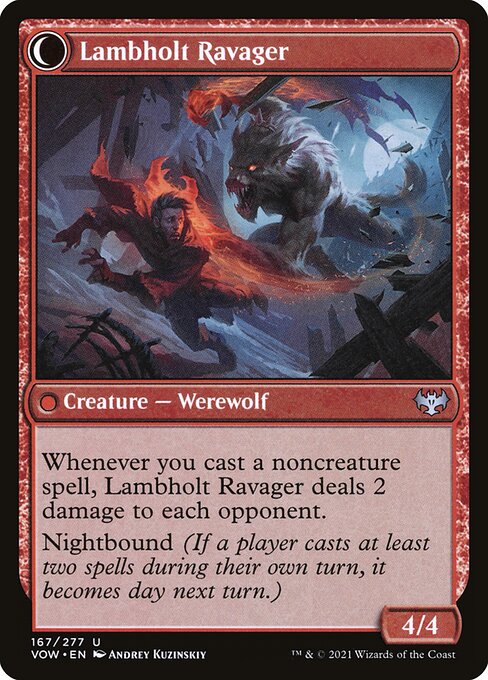 Lambholt Ravager
Creature — Werewolf
Whenever you cast a noncreature
spell, Lambholt Ravager deals 2
damage to each opponent.
Nightbound (If a player casts at least
two spells during their own turn, it
becomes day next turn.)
4/4
167/277 U
VOW • EN Andrey Kuzinskiy
™ & © 2021 Wizards of the Coast